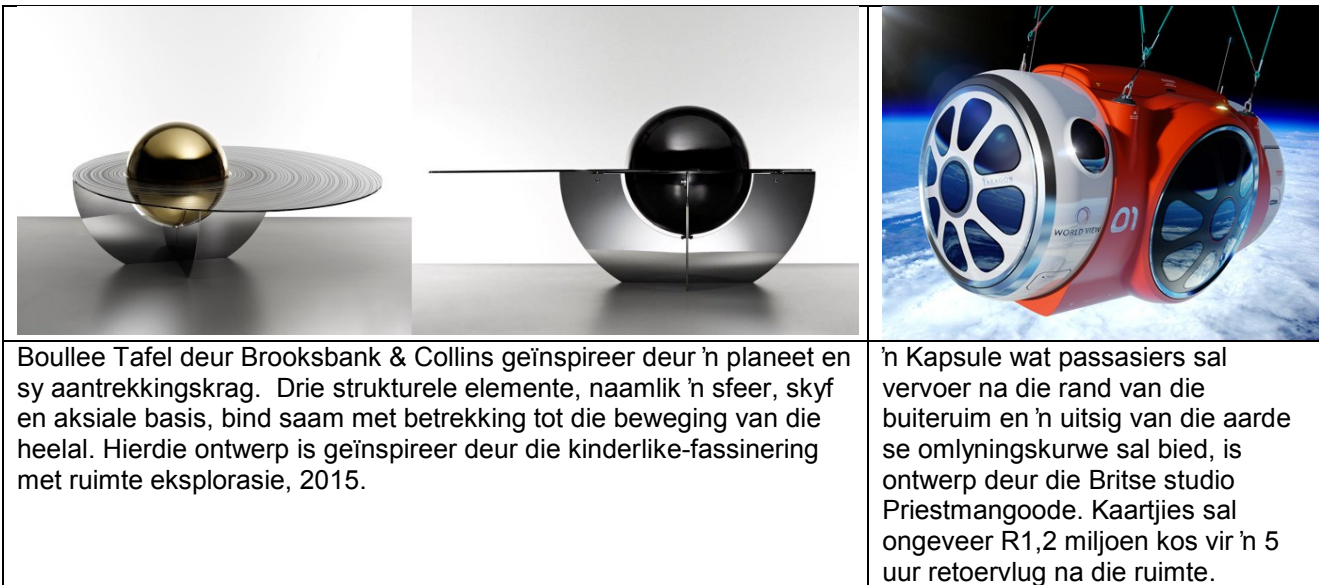 PARAGON
WORLD VIEW
01
Boullee Tafel deur Brooksbank & Collins geïnspireer deur ’n planeet en
sy aantrekkingskrag.  Drie strukturele elemente, naamlik ’n sfeer, skyf
en aksiale basis, bind saam met betrekking tot die beweging van die
heelal. Hierdie ontwerp is geïnspireer deur die kinderlike-fassinering
met ruimte eksplorasie, 2015.
’n Kapsule wat passasiers sal
vervoer na die rand van die
buiteruim en ’n uitsig van die aarde
se omlyningskurwe sal bied, is
ontwerp deur die Britse studio
Priestmangoode. Kaartjies sal
ongeveer R1,2 miljoen kos vir ’n 5
uur retoervlug na die ruimte.